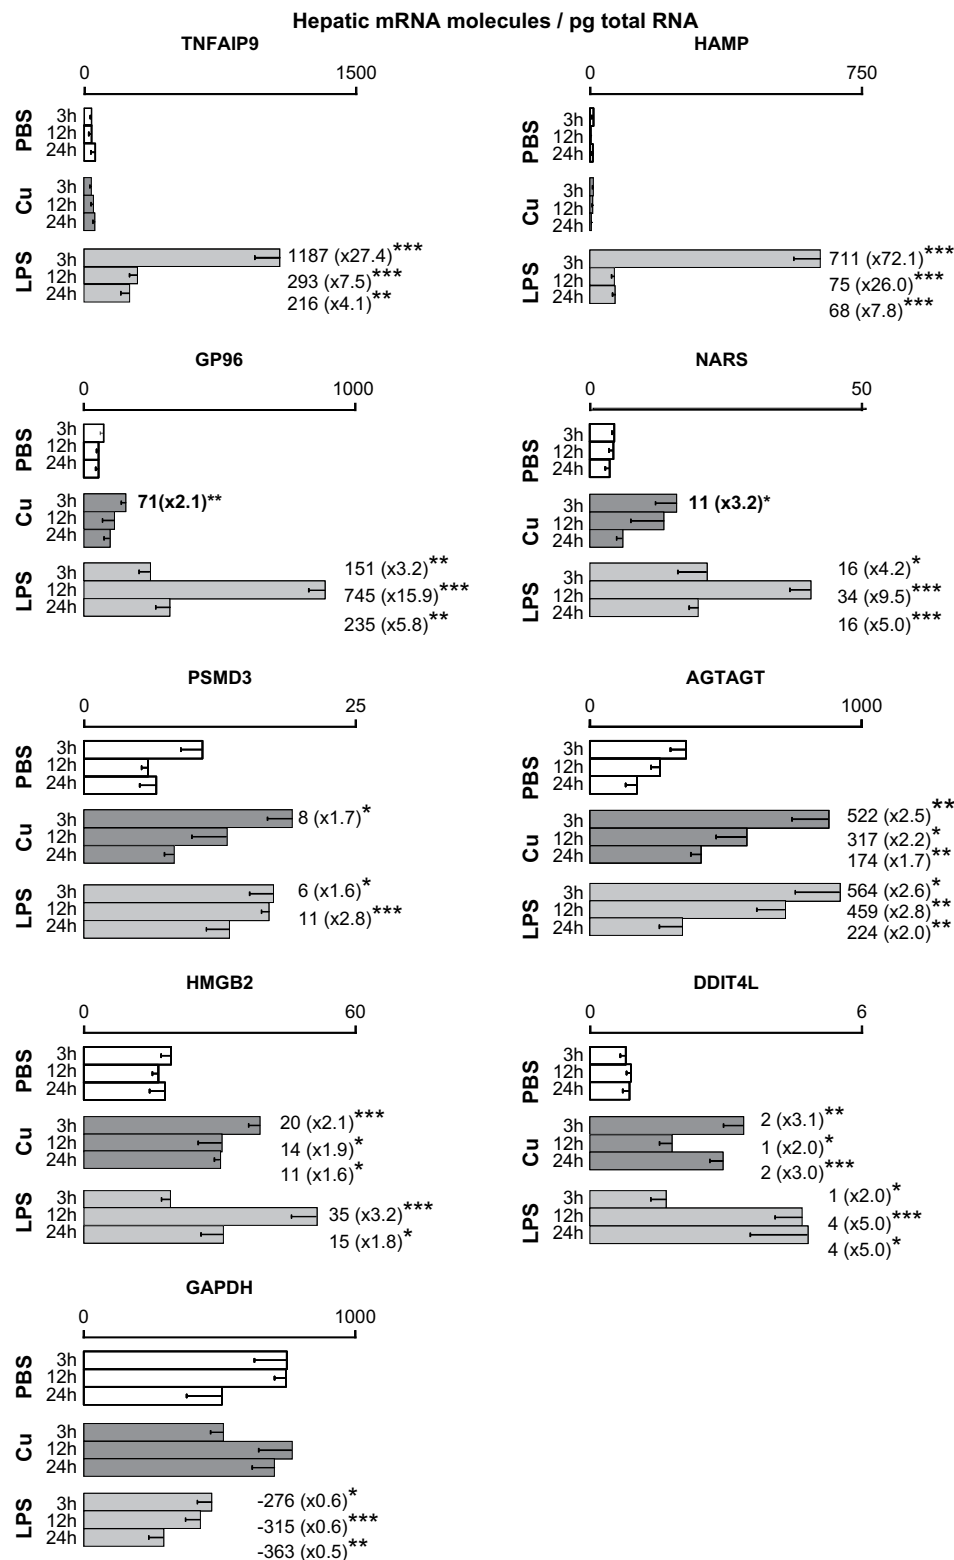 Hepatic mRNA molecules / pg total RNA
TNFAIP9
0 1500
PBS
3h
12h
24h
Cu
3h
12h
24h
LPS
3h 1187 (x27.4)***
12h 293 (x7.5)***
24h 216 (x4.1)**
HAMP
0 750
PBS
3h
12h
24h
Cu
3h
12h
24h
LPS
3h 711 (x72.1)***
12h 75 (x26.0)***
24h 68 (x7.8)***
GP96
0 1000
PBS
3h
12h
24h
Cu
3h 71(x2.1)**
12h
24h
LPS
3h 151 (x3.2)**
12h 745 (x15.9)***
24h 235 (x5.8)**
NARS
0 50
PBS
3h
12h
24h
Cu
3h 11 (x3.2)*
12h
24h
LPS
3h 16 (x4.2)*
12h 34 (x9.5)***
24h 16 (x5.0)***
PSMD3
0 25
PBS
3h
12h
24h
Cu
3h 8 (x1.7)*
12h
24h
LPS
3h 6 (x1.6)*
12h 11 (x2.8)***
24h
AGTAGT
0 1000
PBS
3h
12h
24h
Cu
3h 522 (x2.5)**
12h 317 (x2.2)*
24h 174 (x1.7)**
LPS
3h 564 (x2.6)*
12h 459 (x2.8)**
24h 224 (x2.0)**
HMGB2
0 60
PBS
3h
12h
24h
Cu
3h 20 (x2.1)***
12h 14 (x1.9)*
24h 11 (x1.6)*
LPS
3h
12h 35 (x3.2)***
24h 15 (x1.8)*
DDIT4L
0 6
PBS
3h
12h
24h
Cu
3h 2 (x3.1)**
12h 1 (x2.0)*
24h 2 (x3.0)***
LPS
3h 1 (x2.0)*
12h 4 (x5.0)***
24h 4 (x5.0)*
GAPDH
0 1000
PBS
3h
12h
24h
Cu
3h
12h
24h
LPS
3h -276 (x0.6)*
12h -315 (x0.6)***
24h -363 (x0.5)**